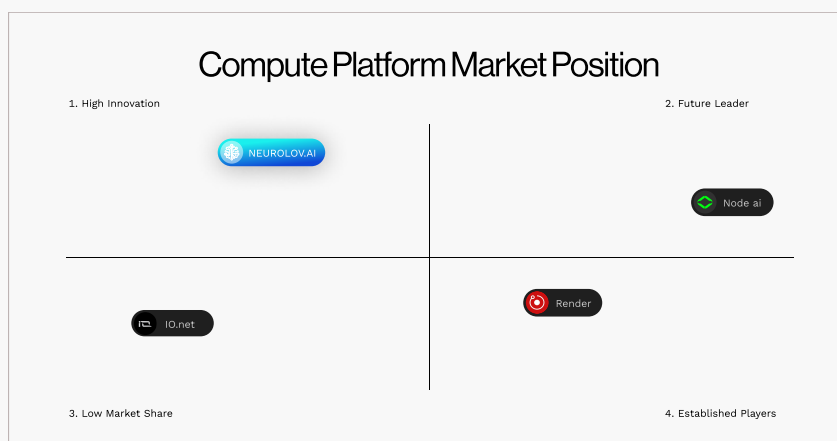 Compute Platform Market Position
1. High Innovation
2. Future Leader
NEUROLOV.AI
Node ai
Render
IO.net
3. Low Market Share
4. Established Players